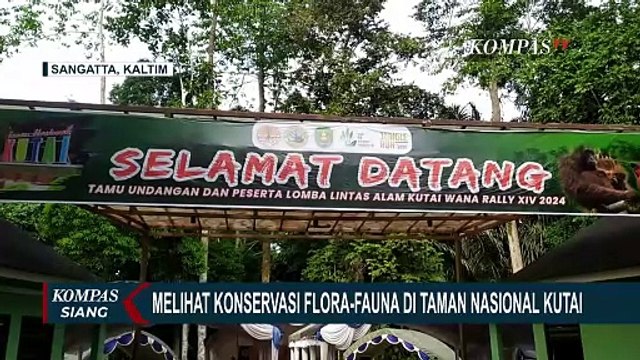 KOMPAS TV
SANGATTA, KALTIM
KUTAI
SELAMAT DATANG
TAMU UNDANGAN DAN PESERTA LOMBA LINTAS ALAM KUTAI WANA RALLY XIV 2024
KOMPAS
SIANG
MELIHAT KONSERVASI FLORA-FAUNA DI TAMAN NASIONAL KUTAI